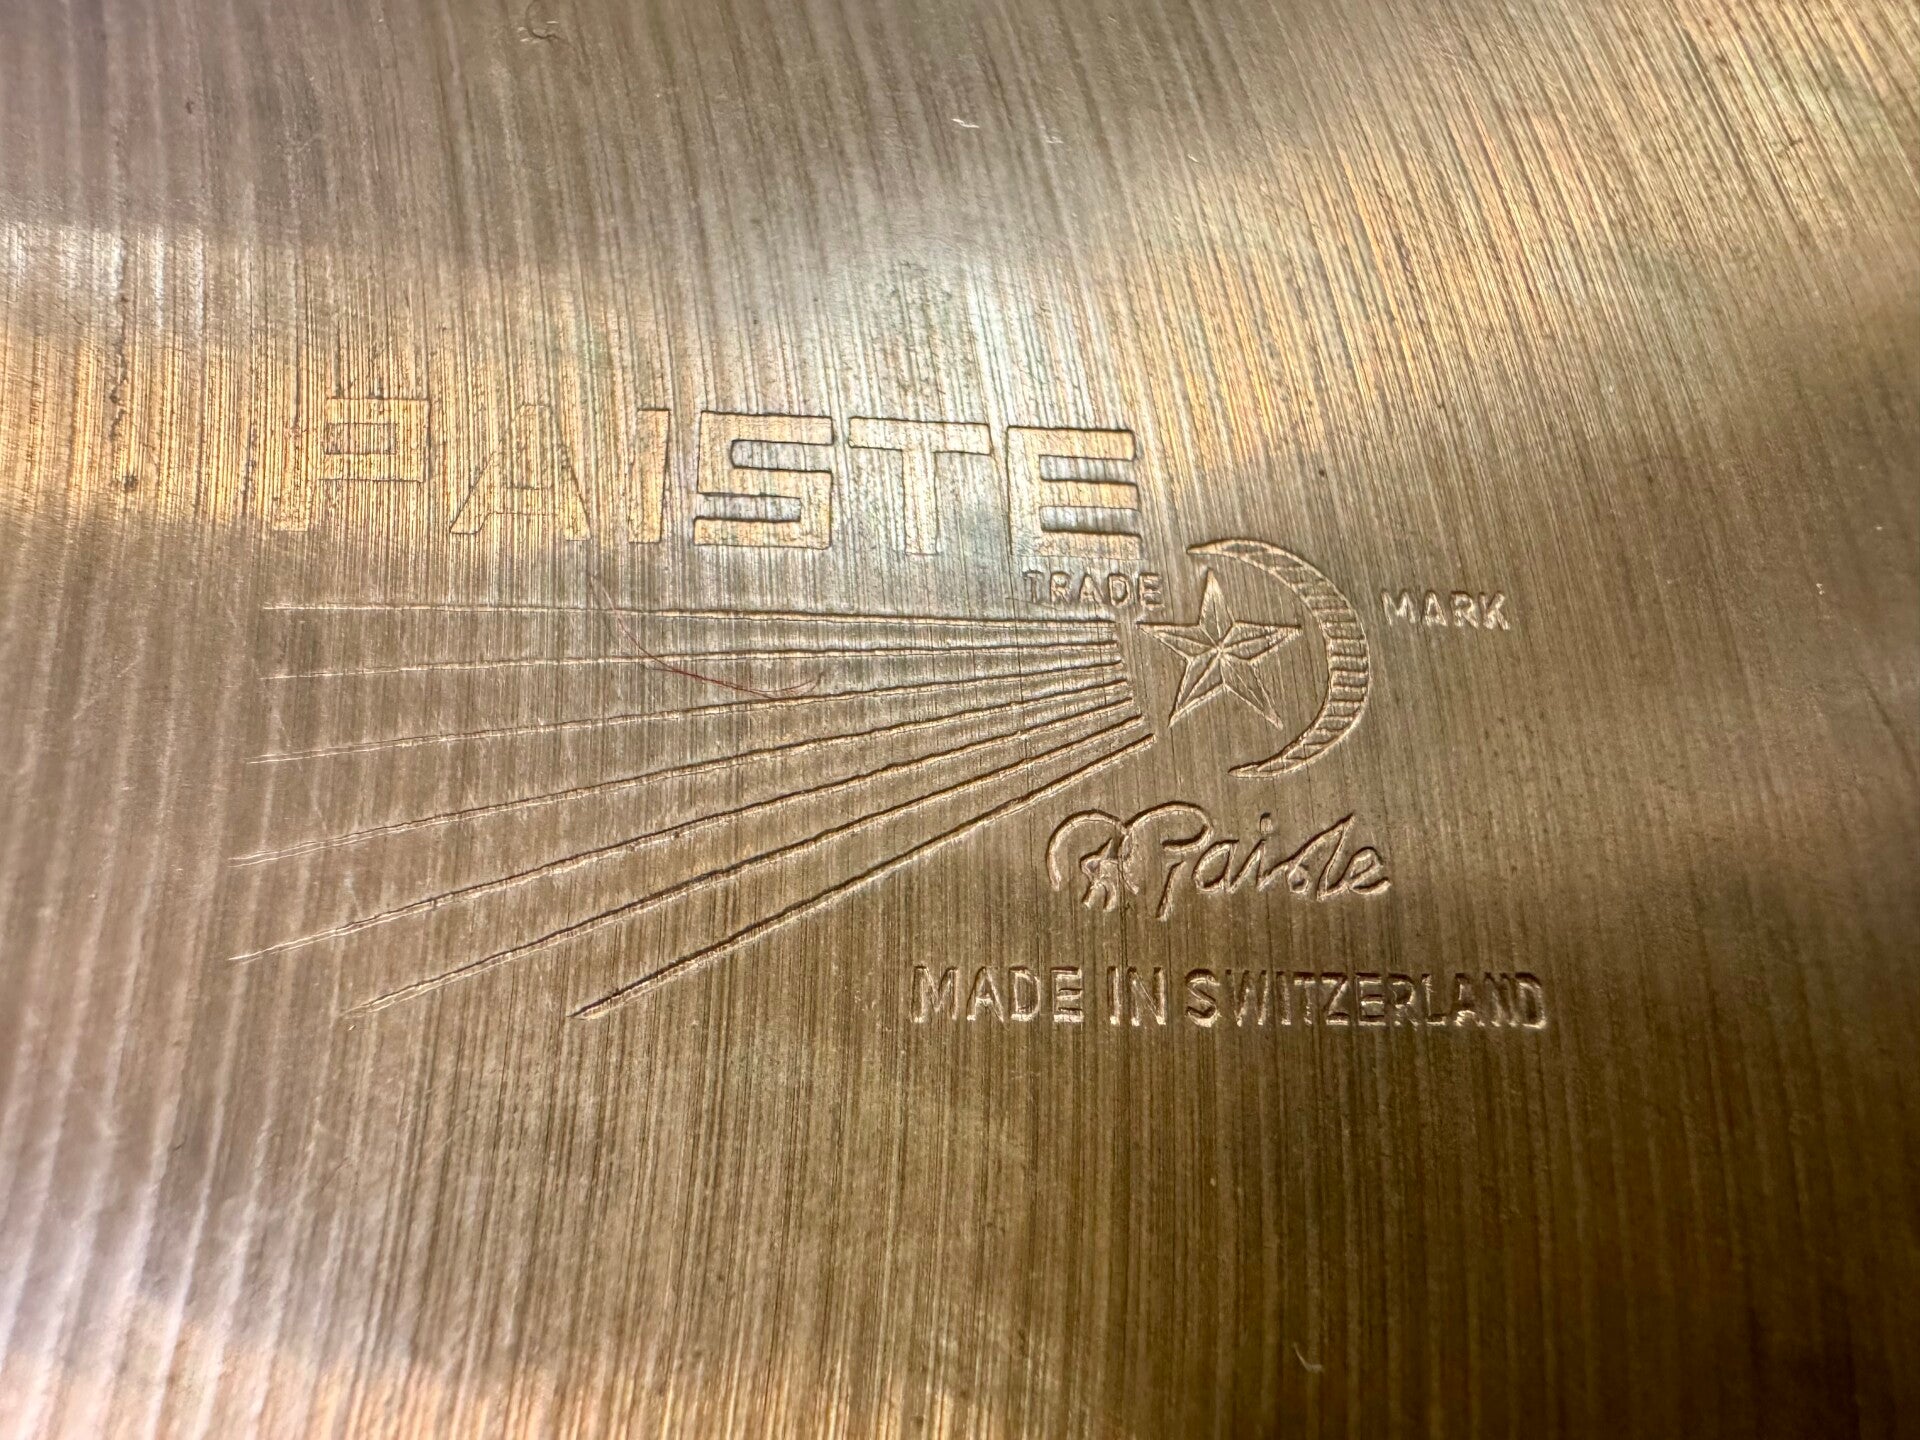 PAISTE
TRADE MARK
Paiste
MADE IN SWITZERLAND